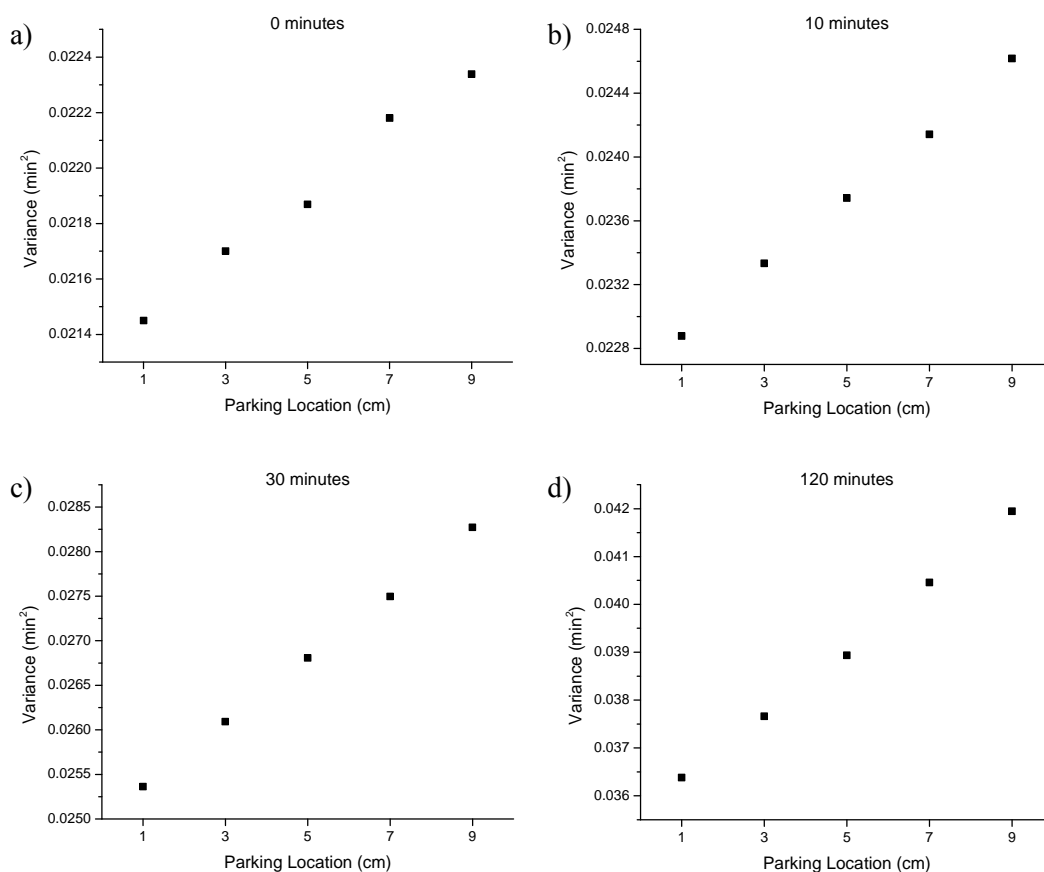 a)
0 minutes
Variance (min²)
0.0224
0.0222
0.0220
0.0218
0.0216
0.0214
1 3 5 7 9
Parking Location (cm)
b)
10 minutes
Variance (min²)
0.0248
0.0244
0.0240
0.0236
0.0232
0.0228
1 3 5 7 9
Parking Location (cm)
c)
30 minutes
Variance (min²)
0.0285
0.0280
0.0275
0.0270
0.0265
0.0260
0.0255
0.0250
1 3 5 7 9
Parking Location (cm)
d)
120 minutes
Variance (min²)
0.042
0.041
0.040
0.039
0.038
0.037
0.036
1 3 5 7 9
Parking Location (cm)